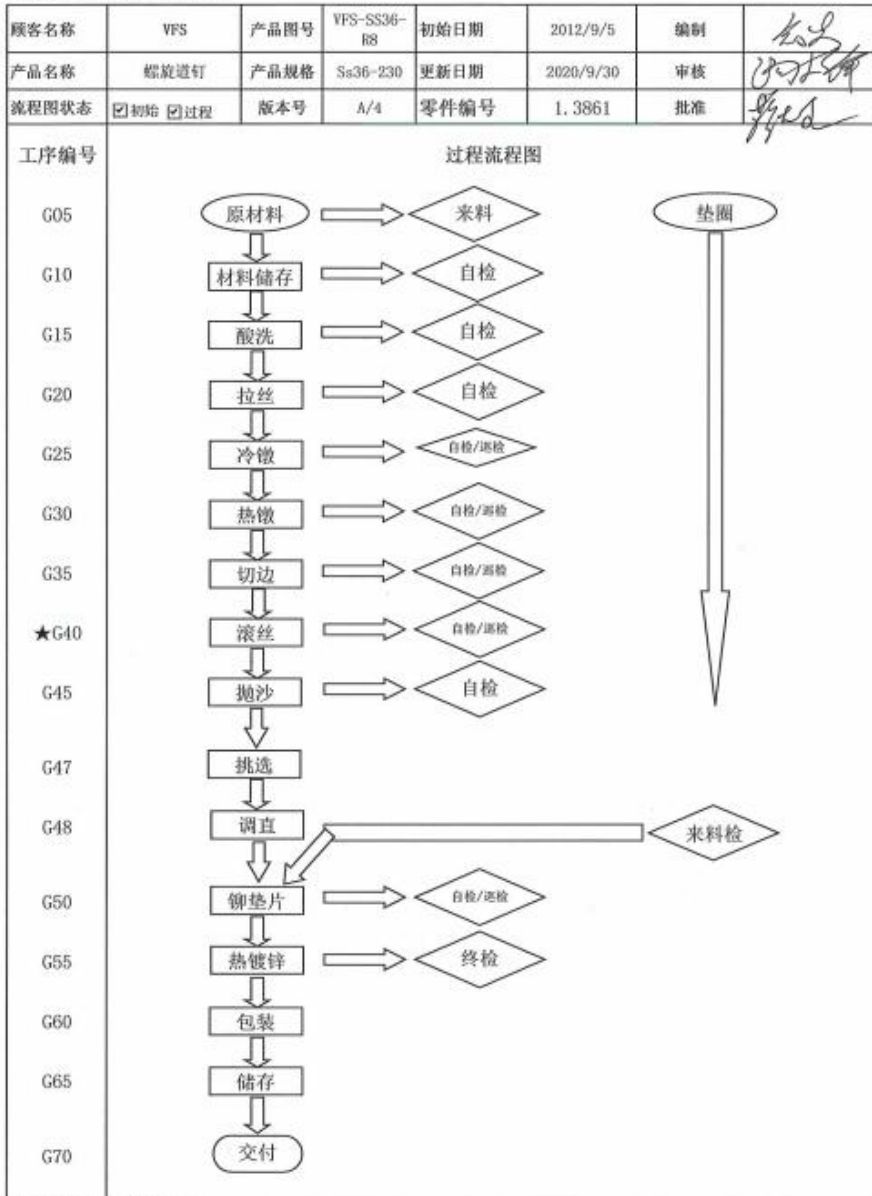 顾客名称 VFS 产品图号 VFS-SS36-R8 初始日期 2012/9/5 编制
产品名称 螺旋道钉 产品规格 Ss36-230 更新日期 2020/9/30 审核
流程图状态 ☑初始 ☑过程 版本号 A/4 零件编号 1.3861 批准
工序编号 过程流程图
G05 原材料 来料 垫圈
G10 材料储存 自检
G15 酸洗 自检
G20 拉丝 自检
G25 冷镦 自检/巡检
G30 热镦 自检/巡检
G35 切边 自检/巡检
★G40 滚丝 自检/巡检
G45 抛沙 自检
G47 挑选
G48 调直 来料检
G50 铆垫片 自检/巡检
G55 热镀锌 终检
G60 包装
G65 储存
G70 交付